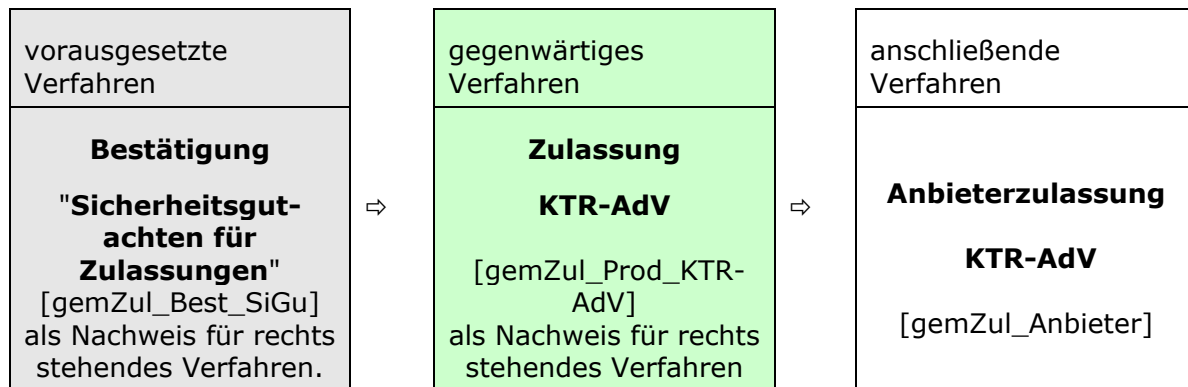 vorausgesetzte
Verfahren
Bestätigung
"Sicherheitsgut-
achten für
Zulassungen"
[gemZul_Best_SiGu]
als Nachweis für rechts
stehendes Verfahren.
⇨
gegenwärtiges
Verfahren
Zulassung
KTR-AdV
[gemZul_Prod_KTR-
AdV]
als Nachweis für rechts
stehendes Verfahren
⇨
anschließende
Verfahren
Anbieterzulassung
KTR-AdV
[gemZul_Anbieter]